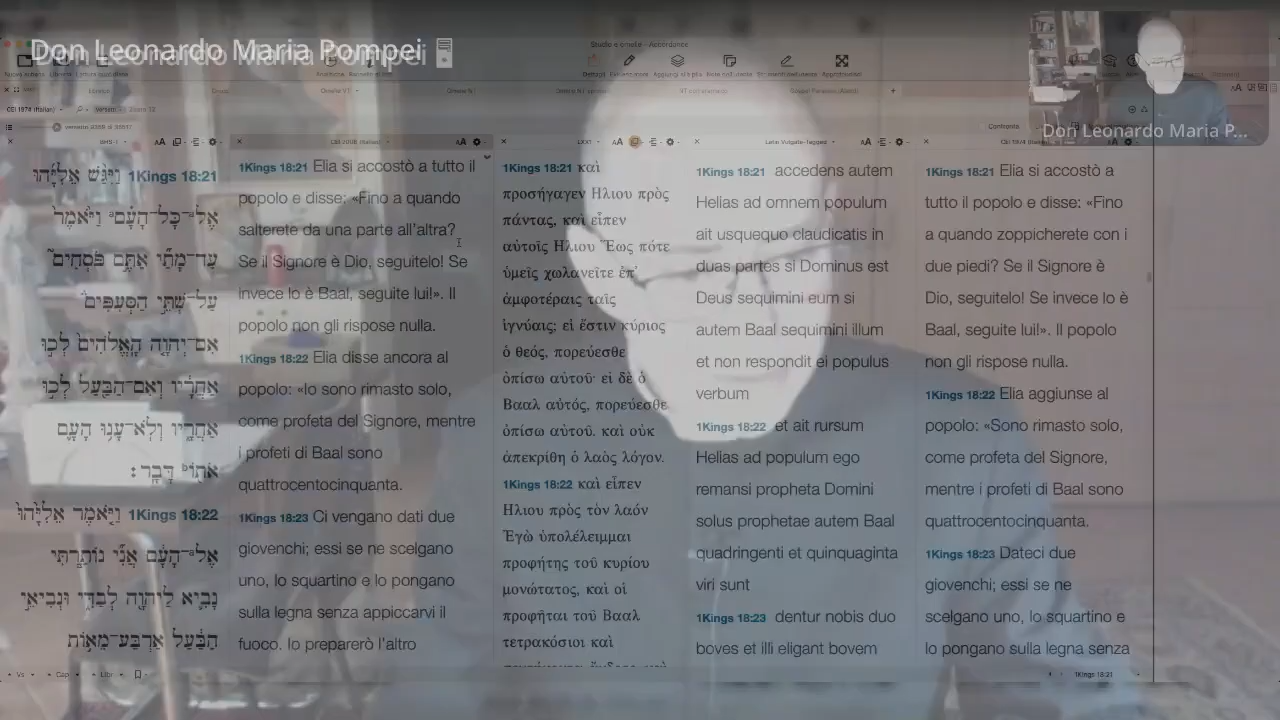 Don Leonardo Maria Pompei
Don Leonardo Maria P...
Studio e omelie - Accordance
1Kings 18:21 וַיִּגַּ֨שׁ אֵלִיָּ֜הוּ
אֶל־כָּל־הָעָ֗ם וַיֹּ֙אמֶר֙
עַד־מָתַ֞י אַתֶּ֣ם פֹּסְחִים֮
עַל־שְׁתֵּ֣י הַסְּעִפִּים֒
אִם־יְהוָ֤ה הָֽאֱלֹהִים֙ לְכ֣וּ
אַחֲרָ֔יו וְאִם־הַבַּ֖עַל לְכ֣וּ
אַחֲרָ֑יו וְלֹֽא־עָנ֥וּ הָעָ֛ם
אֹת֖וֹ דָּבָֽר׃
1Kings 18:22 וַיֹּ֤אמֶר אֵלִיָּ֙הוּ֙
אֶל־הָעָ֔ם אֲנִ֞י נוֹתַ֧רְתִּי
נָבִ֛יא לַיהוָ֖ה לְבַדִּ֑י וּנְבִיאֵ֣י
הַבַּ֔עַל אַרְבַּע־מֵא֥וֹת
1Kings 18:21 Elia si accostò a tutto il
popolo e disse: «Fino a quando
salterete da una parte all’altra?
Se il Signore è Dio, seguitelo! Se
invece lo è Baal, seguite lui!». Il
popolo non gli rispose nulla.
1Kings 18:22 Elia disse ancora al
popolo: «Io sono rimasto solo,
come profeta del Signore, mentre
i profeti di Baal sono
quattrocentocinquanta.
1Kings 18:23 Ci vengano dati due
giovenchi; essi se ne scelgano
uno, lo squartino e lo pongano
sulla legna senza appiccarvi il
fuoco. Io preparerò l’altro
1Kings 18:21 καὶ
προσήγαγεν Ηλιου πρὸς
πάντας, καὶ εἶπεν
αὐτοῖς Ηλιου Ἕως πότε
ὑμεῖς χωλανεῖτε ἐπ᾽
ἀμφοτέραις ταῖς
ἰγνύαις; εἰ ἔστιν κύριος
ὁ θεός, πορεύεσθε
ὀπίσω αὐτοῦ· εἰ δὲ ὁ
Βααλ αὐτός, πορεύεσθε
ὀπίσω αὐτοῦ. καὶ οὐκ
ἀπεκρίθη ὁ λαὸς λόγον.
1Kings 18:22 καὶ εἶπεν
Ηλιου πρὸς τὸν λαόν
Ἐγὼ ὑπολέλειμμαι
προφήτης τοῦ κυρίου
μονώτατος, καὶ οἱ
προφῆται τοῦ Βααλ
τετρακόσιοι καὶ
1Kings 18:21 accedens autem
Helias ad omnem populum
ait usquequo claudicatis in
duas partes si Dominus est
Deus sequimini eum si
autem Baal sequimini illum
et non respondit ei populus
verbum
1Kings 18:22 et ait rursum
Helias ad populum ego
remansi propheta Domini
solus prophetae autem Baal
quadringenti et quinquaginta
viri sunt
1Kings 18:23 dentur nobis duo
boves et illi eligant bovem
1Kings 18:21 Elia si accostò a
tutto il popolo e disse: «Fino
a quando zoppicherete con i
due piedi? Se il Signore è
Dio, seguitelo! Se invece lo è
Baal, seguite lui!». Il popolo
non gli rispose nulla.
1Kings 18:22 Elia aggiunse al
popolo: «Sono rimasto solo,
come profeta del Signore,
mentre i profeti di Baal sono
quattrocentocinquanta.
1Kings 18:23 Dateci due
giovenchi; essi se ne
scelgano uno, lo squartino e
lo pongano sulla legna senza
1Kings 18:21